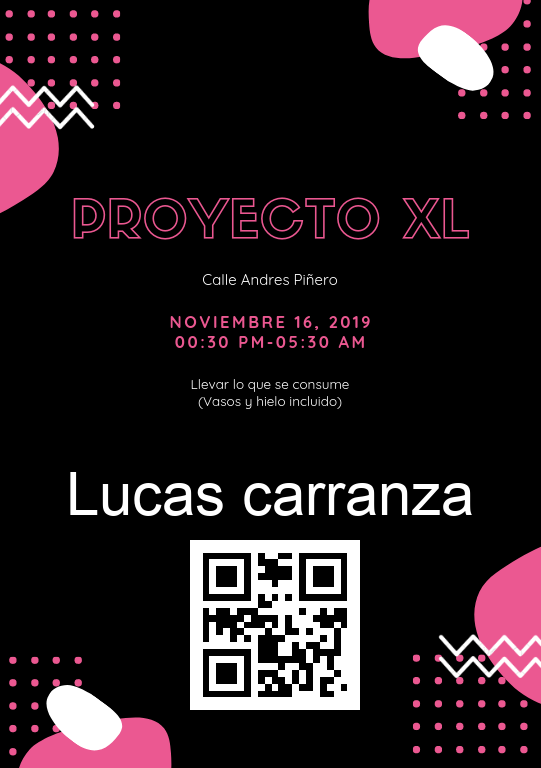 PROYECTO XL
Calle Andres Piñero
NOVIEMBRE 16, 2019
00:30 PM-05:30 AM
Llevar lo que se consume
(Vasos y hielo incluido)
Lucas carranza